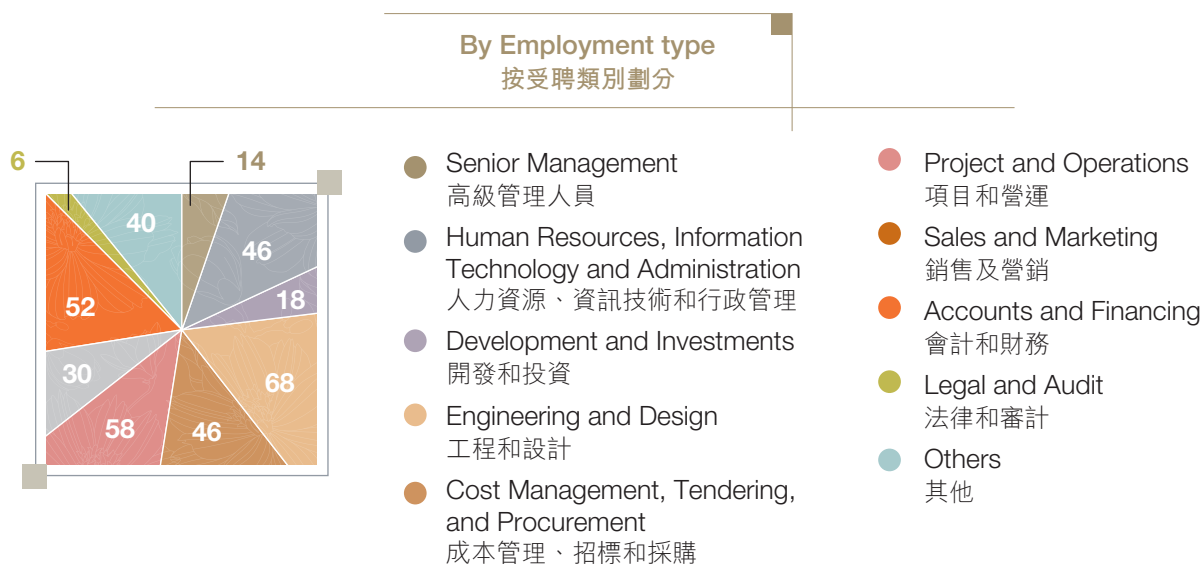 By Employment type
按受聘類別劃分
6
14
40
46
18
52
68
30
58
46
Senior Management
高級管理人員
Human Resources, Information
Technology and Administration
人力資源、資訊技術和行政管理
Development and Investments
開發和投資
Engineering and Design
工程和設計
Cost Management, Tendering,
and Procurement
成本管理、招標和採購
Project and Operations
項目和營運
Sales and Marketing
銷售及營銷
Accounts and Financing
會計和財務
Legal and Audit
法律和審計
Others
其他